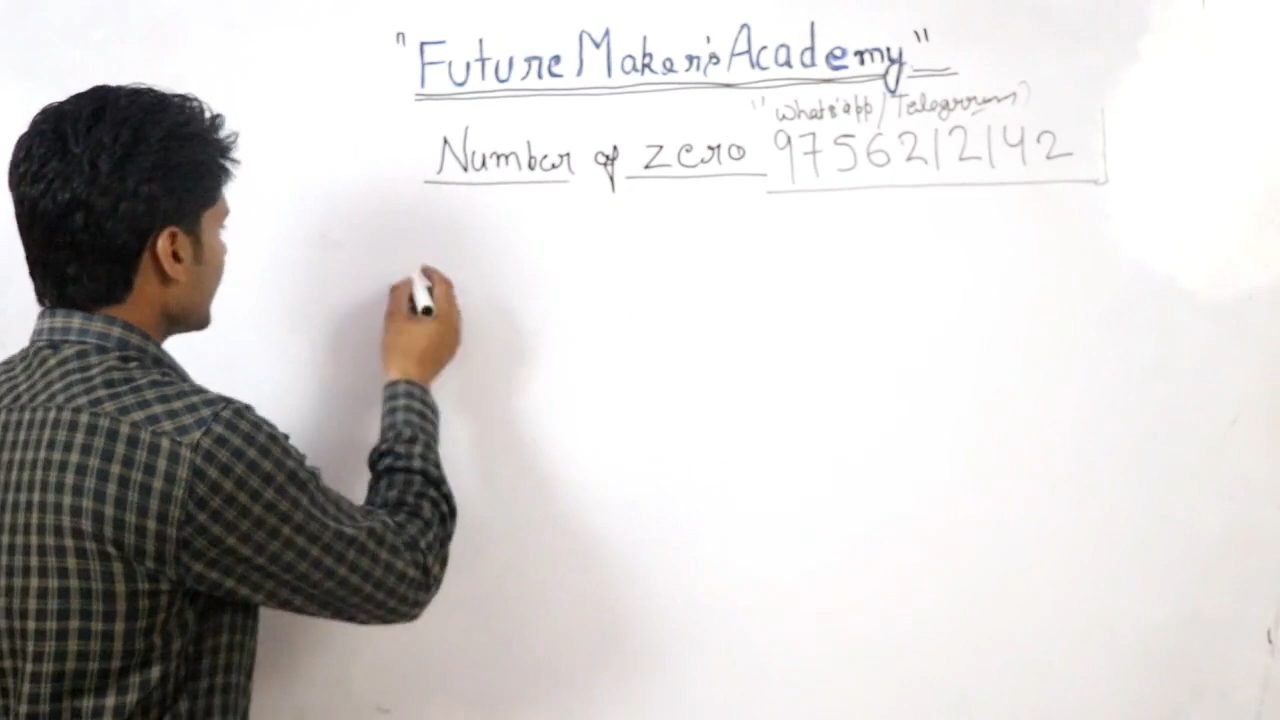 "Future Maker's Academy"
"Whats'app/Telegram)
Number of zero 9756212142